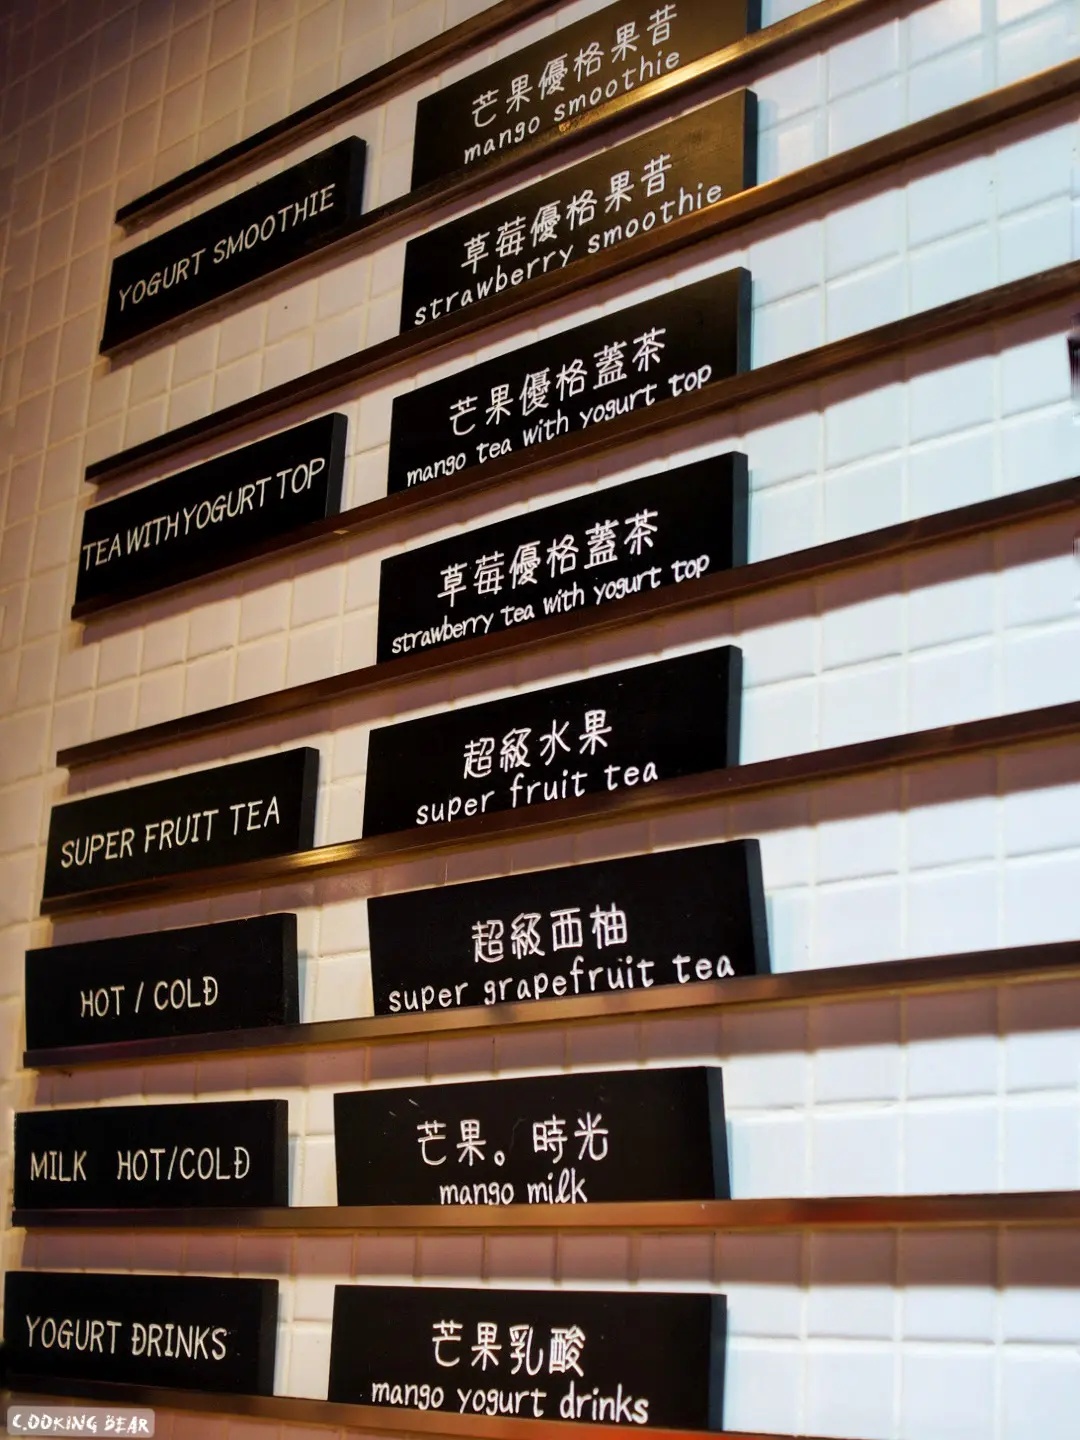 芒果優格果昔
mango smoothie
YOGURT SMOOTHIE
草莓優格果昔
strawberry smoothie
芒果優格蓋茶
mango tea with yogurt top
TEA WITH YOGURT TOP
草莓優格蓋茶
strawberry tea with yogurt top
SUPER FRUIT TEA
超級水果
super fruit tea
HOT / COLD
超級西柚
super grapefruit tea
MILK HOT/COLD
芒果。時光
mango milk
YOGURT DRINKS
芒果乳酸
mango yogurt drinks
COOKING BEAR